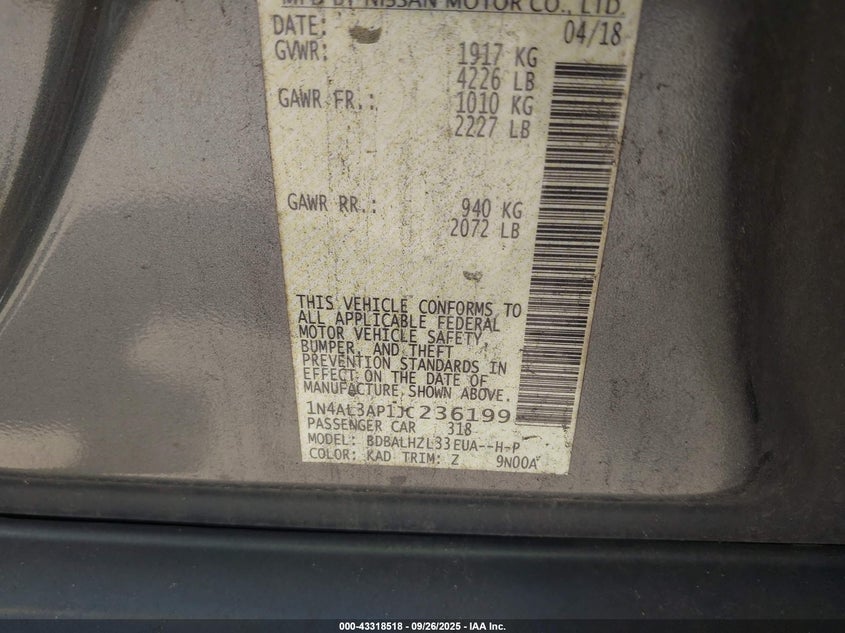 MFD BY NISSAN MOTOR CO., LTD.
DATE: 04/18
GVWR: 1917 KG
4226 LB
GAWR FR.: 1010 KG
2227 LB
GAWR RR.: 940 KG
2072 LB
THIS VEHICLE CONFORMS TO
ALL APPLICABLE FEDERAL
MOTOR VEHICLE SAFETY,
BUMPER, AND THEFT
PREVENTION STANDARDS IN
EFFECT ON THE DATE OF
MANUFACTURE SHOWN ABOVE.
1N4AL3AP1JC236199
PASSENGER CAR 318
MODEL: BDBALHZL33EUA--H-P
COLOR: KAD TRIM: Z 9N00A
000-43318518 - 09/26/2025 - IAA Inc.